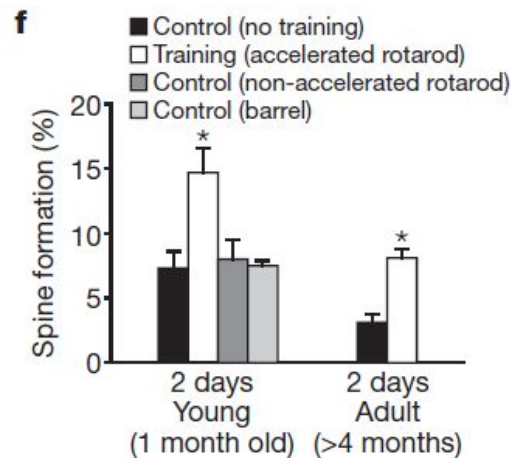 f
Control (no training)
Training (accelerated rotarod)
Control (non-accelerated rotarod)
Control (barrel)
Spine formation (%)
20
15
10
5
0
*
*
2 days
Young
(1 month old)
2 days
Adult
(>4 months)